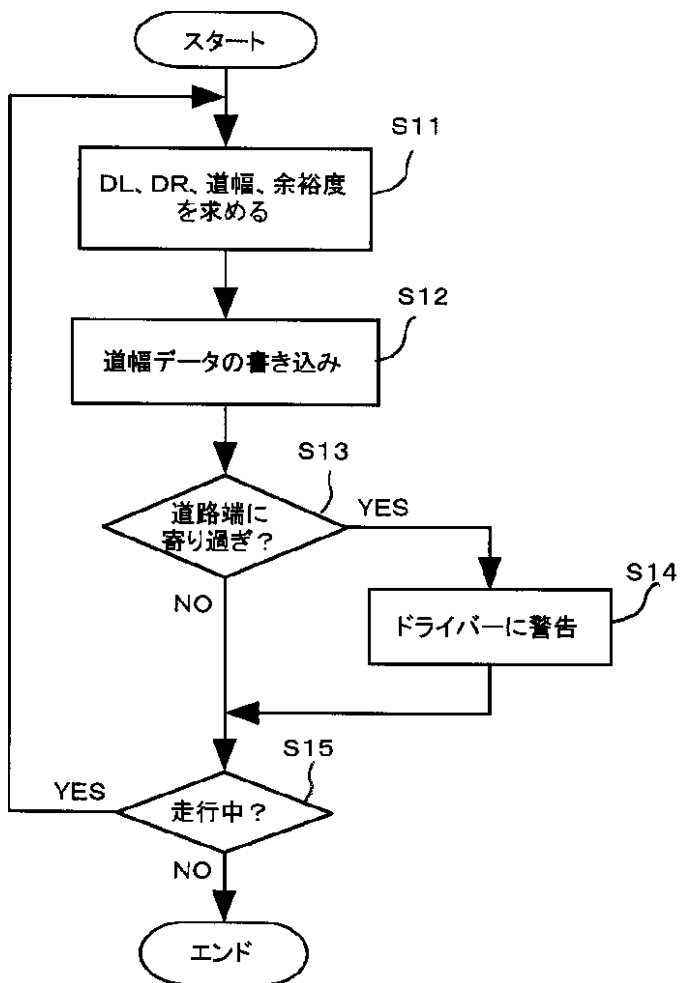 スタート
S11
DL、DR、道幅、余裕度
を求める
S12
道幅データの書き込み
S13
道路端に
寄り過ぎ？
YES
NO
S14
ドライバーに警告
S15
走行中？
YES
NO
エンド